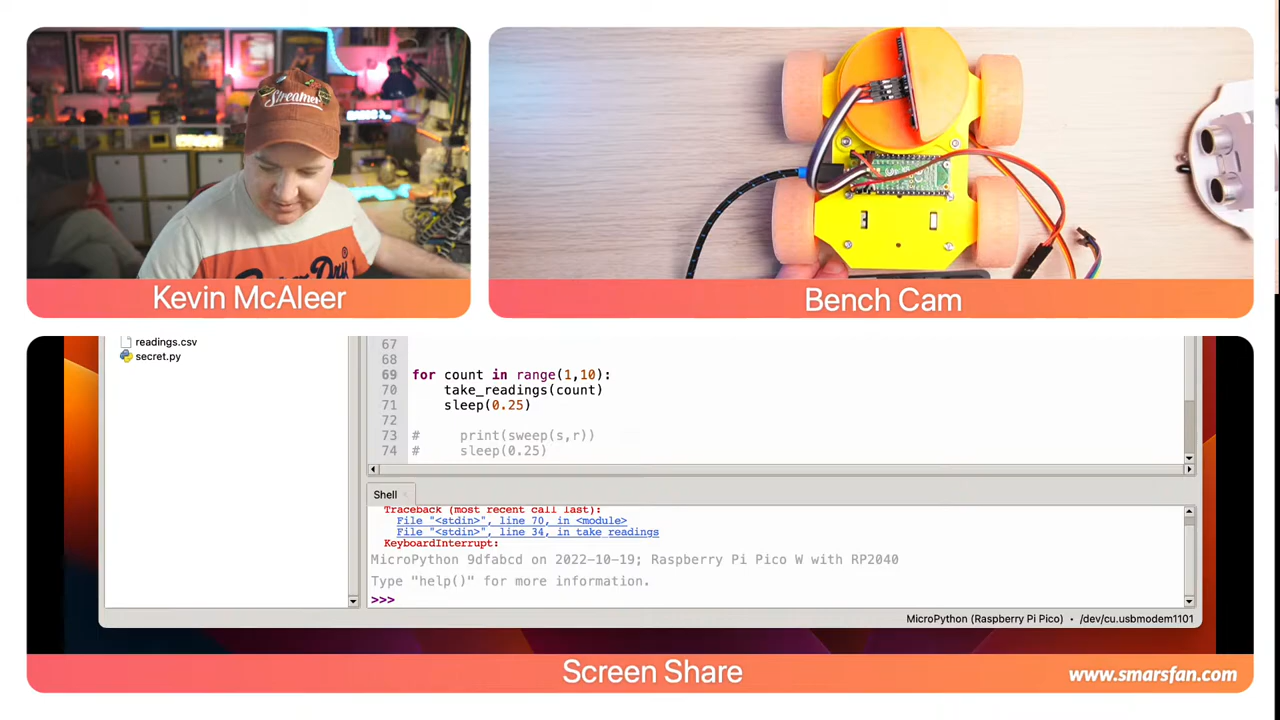 Streamer
Kevin McAleer
Bench Cam
readings.csv
secret.py
67
68
69 for count in range(1,10):
70 take_readings(count)
71 sleep(0.25)
72
73 # print(sweep(s,r))
74 # sleep(0.25)
Shell
Traceback (most recent call last):
File "<stdin>", line 70, in <module>
File "<stdin>", line 34, in take readings
KeyboardInterrupt:
MicroPython 9dfabcd on 2022-10-19; Raspberry Pi Pico W with RP2040
Type "help()" for more information.
>>>
MicroPython (Raspberry Pi Pico) • /dev/cu.usbmodem1101
Screen Share
www.smarsfan.com